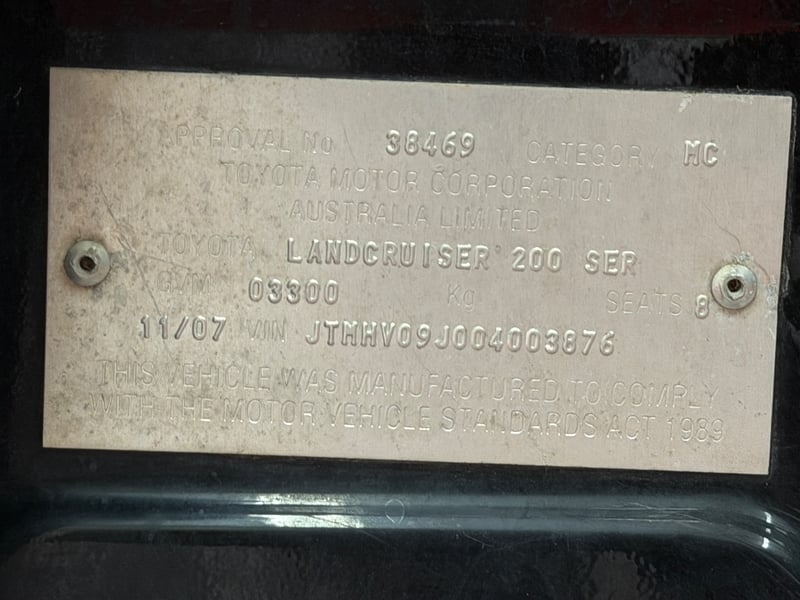 APPROVAL No 38469 CATEGORY MC
TOYOTA MOTOR CORPORATION
AUSTRALIA LIMITED
TOYOTA LANDCRUISER 200 SER
GVM 03300 Kg SEATS 8
11/07 VIN JTMHV09J004003876
THIS VEHICLE WAS MANUFACTURED TO COMPLY
WITH THE MOTOR VEHICLE STANDARDS ACT 1989